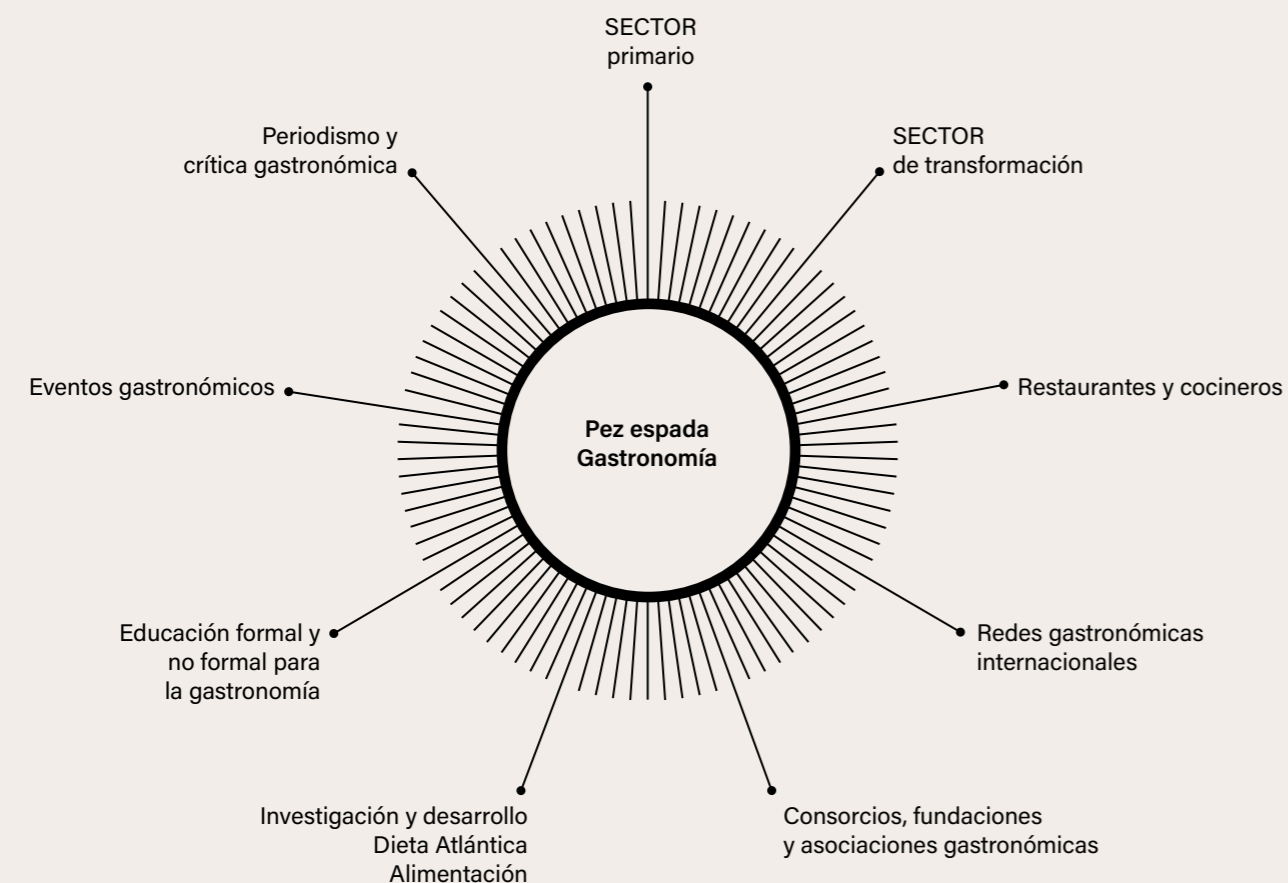 SECTOR
primario
SECTOR
de transformación
Restaurantes y cocineros
Redes gastronómicas
internacionales
Consorcios, fundaciones
y asociaciones gastronómicas
Investigación y desarrollo
Dieta Atlántica
Alimentación
Educación formal y
no formal para
la gastronomía
Eventos gastronómicos
Periodismo y
crítica gastronómica
Pez espada
Gastronomía